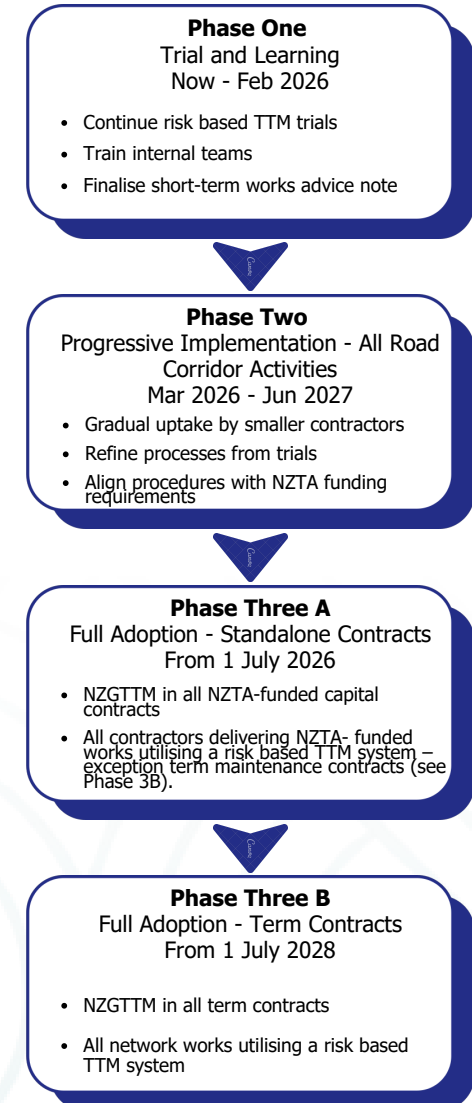 Phase One
Trial and Learning
Now - Feb 2026
• Continue risk based TTM trials
• Train internal teams
• Finalise short-term works advice note
Canva
Phase Two
Progressive Implementation - All Road
Corridor Activities
Mar 2026 - Jun 2027
• Gradual uptake by smaller contractors
• Refine processes from trials
• Align procedures with NZTA funding
requirements
Canva
Phase Three A
Full Adoption - Standalone Contracts
From 1 July 2026
• NZGTTM in all NZTA-funded capital
contracts
• All contractors delivering NZTA- funded
works utilising a risk based TTM system –
exception term maintenance contracts (see
Phase 3B).
Canva
Phase Three B
Full Adoption - Term Contracts
From 1 July 2028
• NZGTTM in all term contracts
• All network works utilising a risk based
TTM system